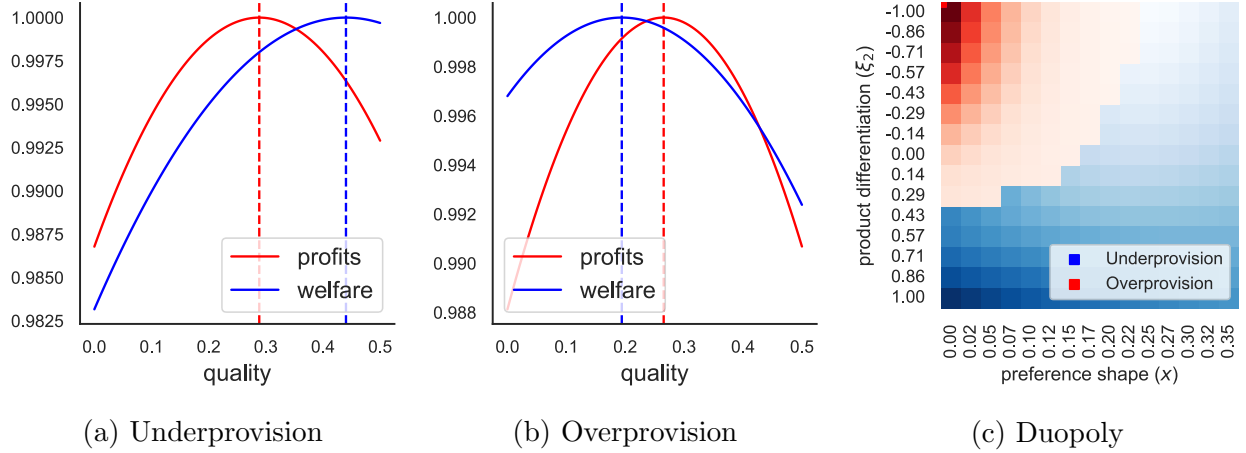 1.0000
0.9975
0.9950
0.9925
0.9900
0.9875
0.9850
0.9825
profits
welfare
0.0 0.1 0.2 0.3 0.4 0.5
quality
(a) Underprovision
1.000
0.998
0.996
0.994
0.992
0.990
0.988
profits
welfare
0.0 0.1 0.2 0.3 0.4 0.5
quality
(b) Overprovision
product differentiation (ξ₂)
-1.00
-0.86
-0.71
-0.57
-0.43
-0.29
-0.14
0.00
0.14
0.29
0.43
0.57
0.71
0.86
1.00
Underprovision
Overprovision
0.00 0.02 0.05 0.07 0.10 0.12 0.15 0.17 0.20 0.22 0.25 0.27 0.30 0.32 0.35
preference shape (x)
(c) Duopoly